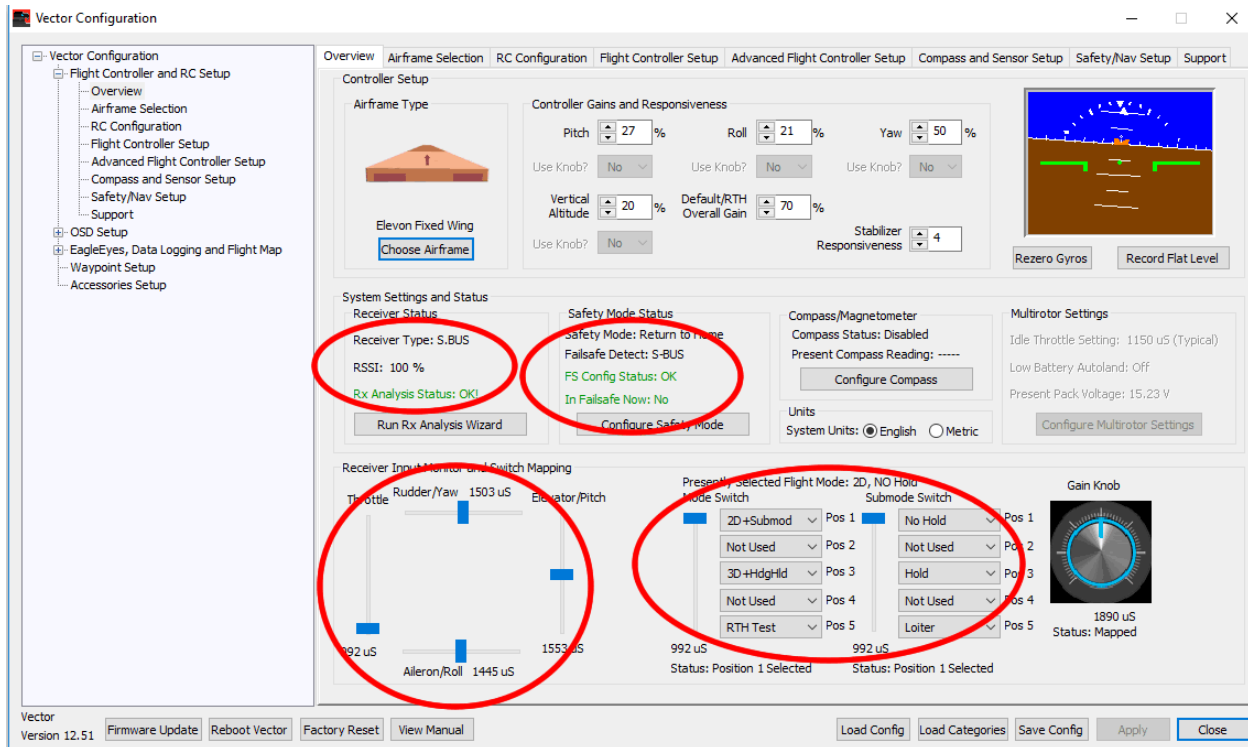 Vector Configuration
Vector Configuration
Flight Controller and RC Setup
Overview
Airframe Selection
RC Configuration
Flight Controller Setup
Advanced Flight Controller Setup
Compass and Sensor Setup
Safety/Nav Setup
Support
OSD Setup
EagleEyes, Data Logging and Flight Map
Waypoint Setup
Accessories Setup
Overview Airframe Selection RC Configuration Flight Controller Setup Advanced Flight Controller Setup Compass and Sensor Setup Safety/Nav Setup Support
Controller Setup
Airframe Type
Elevon Fixed Wing
Choose Airframe
Controller Gains and Responsiveness
Pitch 27 % Roll 21 % Yaw 50 %
Use Knob? No Use Knob? No Use Knob? No
Vertical Altitude 20 % Default/RTH Overall Gain 70 %
Use Knob? No Stabilizer Responsiveness 4
Rezero Gyros Record Flat Level
System Settings and Status
Receiver Status
Receiver Type: S.BUS
RSSI: 100 %
Rx Analysis Status: OK!
Run Rx Analysis Wizard
Safety Mode Status
Safety Mode: Return to Home
Failsafe Detect: S-BUS
FS Config Status: OK
In Failsafe Now: No
Configure Safety Mode
Compass/Magnetometer
Compass Status: Disabled
Present Compass Reading: -----
Configure Compass
Units
System Units: English Metric
Multirotor Settings
Idle Throttle Setting: 1150 uS (Typical)
Low Battery Autoland: Off
Present Pack Voltage: 15.23 V
Configure Multirotor Settings
Receiver Input Monitor and Switch Mapping
Throttle Rudder/Yaw 1503 uS Elevator/Pitch
992 uS 1553 uS
Aileron/Roll 1445 uS
Presently Selected Flight Mode: 2D, NO Hold
Mode Switch Submode Switch
2D+Submod Pos 1 No Hold Pos 1
Not Used Pos 2 Not Used Pos 2
3D+HdgHld Pos 3 Hold Pos 3
Not Used Pos 4 Not Used Pos 4
RTH Test Pos 5 Loiter Pos 5
992 uS 992 uS
Status: Position 1 Selected Status: Position 1 Selected
Gain Knob
1890 uS
Status: Mapped
Vector
Version 12.51 Firmware Update Reboot Vector Factory Reset View Manual Load Config Load Categories Save Config Apply Close